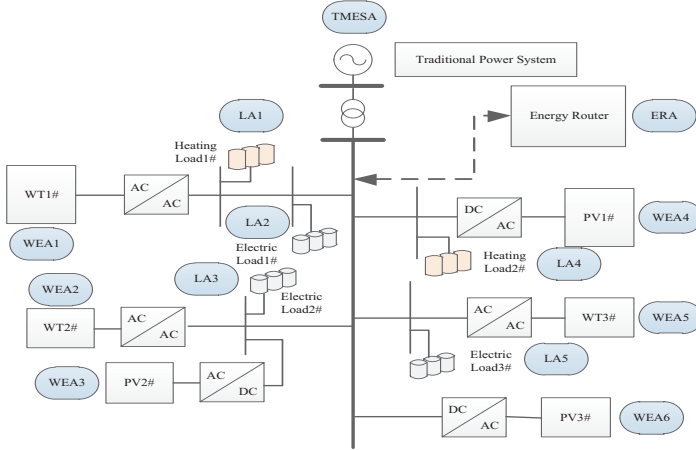 TMESA
Traditional Power System
LA1
Energy Router
ERA
Heating
Load1#
WT1#
AC
AC
WEA1
LA2
Electric
Load1#
DC
AC
PV1#
WEA4
Heating
Load2#
LA4
WEA2
LA3
Electric
Load2#
WT2#
AC
AC
AC
AC
WT3#
WEA5
Electric
Load3#
LA5
WEA3
PV2#
AC
DC
DC
AC
PV3#
WEA6